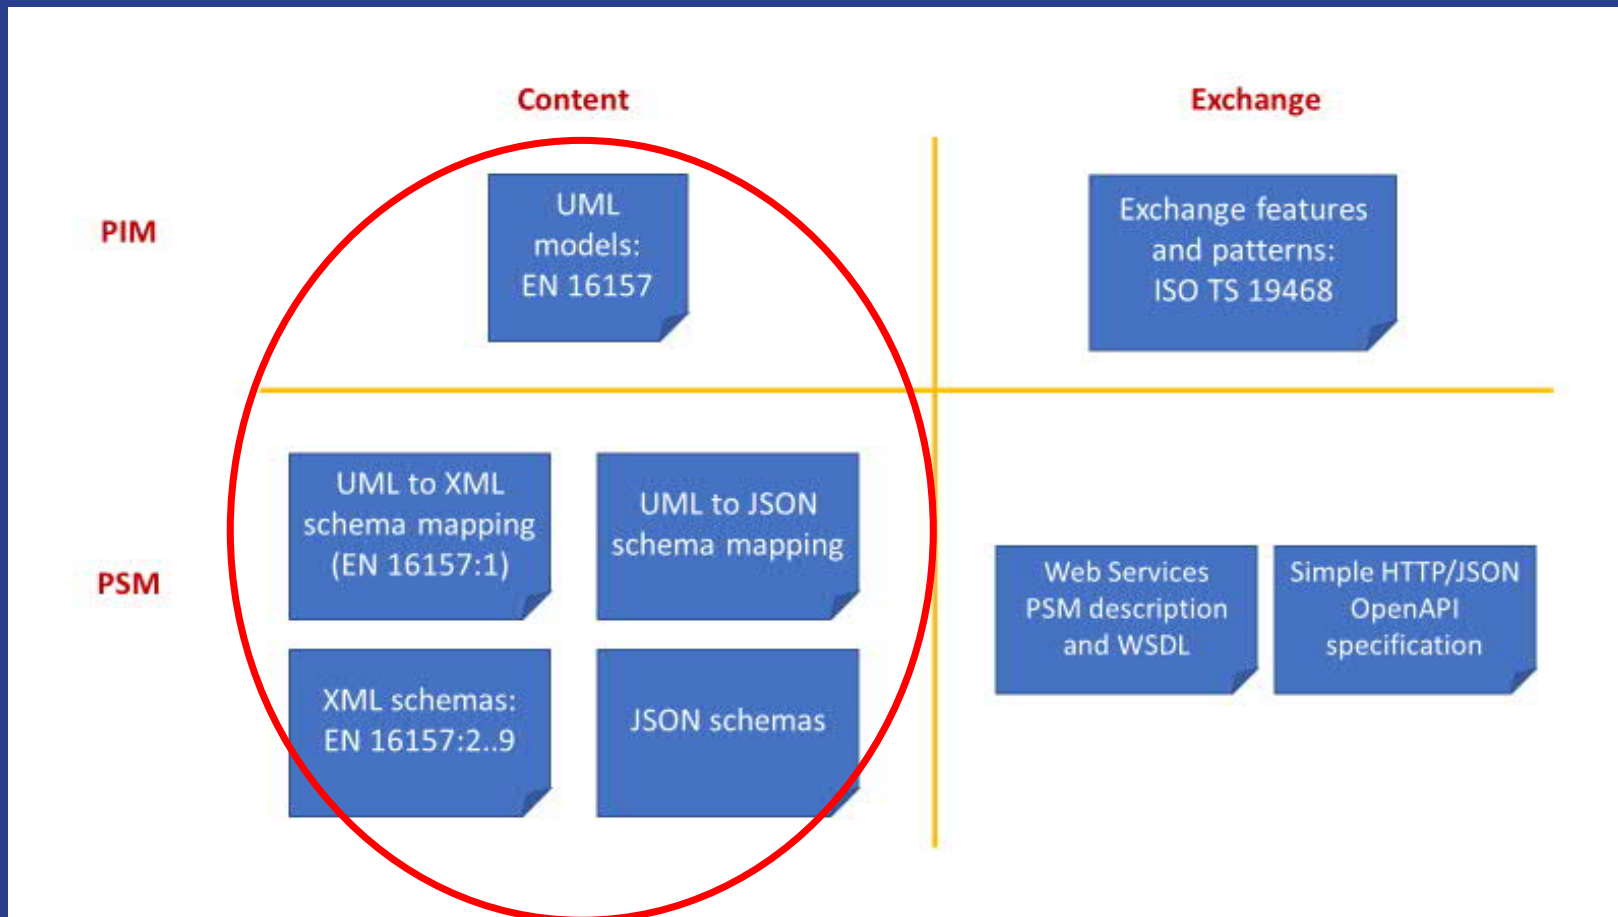 Content
Exchange
PIM
UML
models:
EN 16157
Exchange features
and patterns:
ISO TS 19468
PSM
UML to XML
schema mapping
(EN 16157:1)
UML to JSON
schema mapping
Web Services
PSM description
and WSDL
Simple HTTP/JSON
OpenAPI
specification
XML schemas:
EN 16157:2..9
JSON schemas